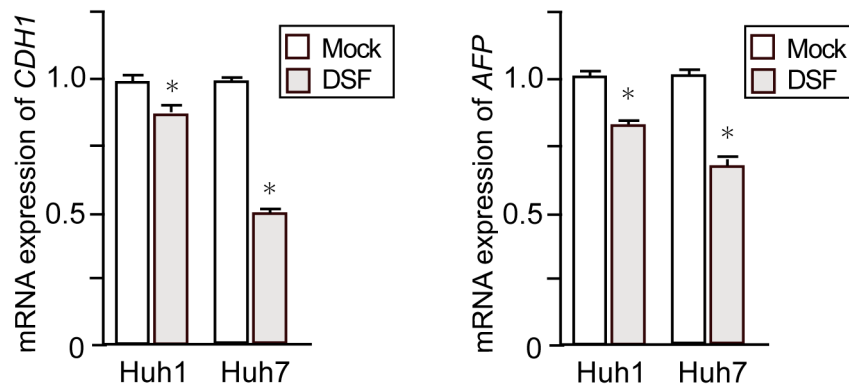 mRNA expression of CDH1
1.0
0.5
0
*
*
Huh1 Huh7
Mock
DSF
mRNA expression of AFP
1.0
0.5
0
*
*
Huh1 Huh7
Mock
DSF